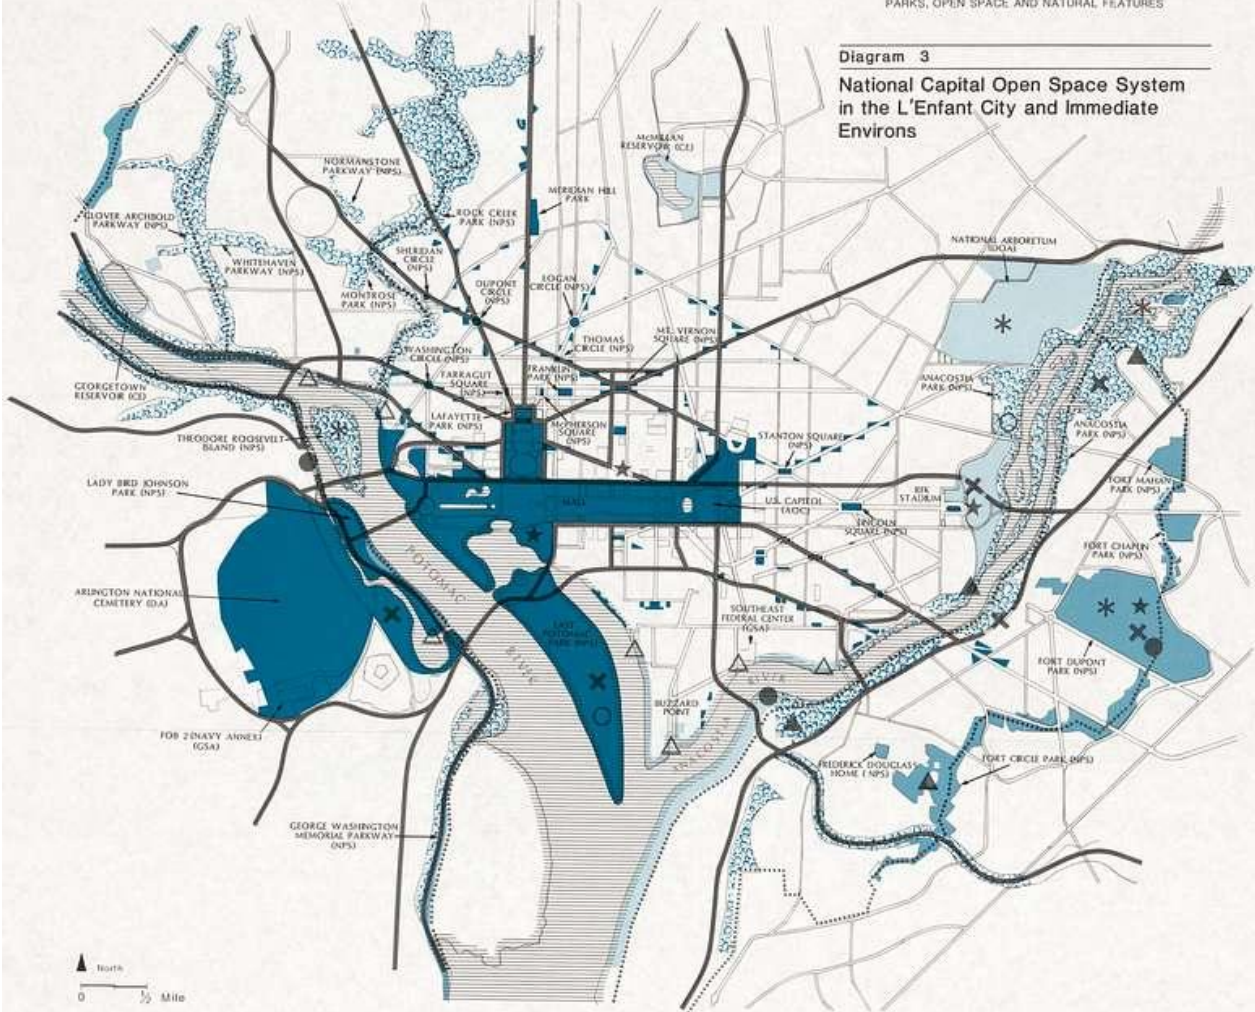 PARKS, OPEN SPACE AND NATURAL FEATURES
Diagram 3
National Capital Open Space System
in the L'Enfant City and Immediate
Environs
McMILLAN
RESERVOIR (CE)
NORMANSTONE
PARKWAY (NPS)
MERIDIAN HILL
PARK
GLOVER ARCHBOLD
PARKWAY (NPS)
ROCK CREEK
PARK (NPS)
NATIONAL ARBORETUM
(DOA)
WHITEHAVEN
PARKWAY (NPS)
SHERIDAN
CIRCLE
(NPS)
DUPONT
CIRCLE
(NPS)
LOGAN
CIRCLE (NPS)
MONTROSE
PARK (NPS)
THOMAS
CIRCLE (NPS)
MT. VERNON
SQUARE (NPS)
WASHINGTON
CIRCLE (NPS)
FARRAGUT
SQUARE
(NPS)
FRANKLIN
PARK (NPS)
GEORGETOWN
RESERVOIR (CE)
ANACOSTIA
PARK (NPS)
LAFAYETTE
PARK (NPS)
McPHERSON
SQUARE
(NPS)
THEODORE ROOSEVELT
ISLAND (NPS)
STANTON SQUARE
(NPS)
ANACOSTIA
PARK (NPS)
LADY BIRD JOHNSON
PARK (NPS)
MALL
U.S. CAPITOL
(AOC)
RFK
STADIUM
LINCOLN
SQUARE (NPS)
FORT MAHAN
PARK (NPS)
FORT CHAPLIN
PARK (NPS)
POTOMAC
RIVER
ARLINGTON NATIONAL
CEMETERY (DA)
EAST
POTOMAC
PARK (NPS)
SOUTHEAST
FEDERAL CENTER
(GSA)
FORT DUPONT
PARK (NPS)
BUZZARD
POINT
ANACOSTIA
RIVER
FOB 2 (NAVY ANNEX)
(GSA)
FREDERICK DOUGLASS
HOME (NPS)
FORT CIRCLE PARK (NPS)
GEORGE WASHINGTON
MEMORIAL PARKWAY
(NPS)
North
0 ½ Mile